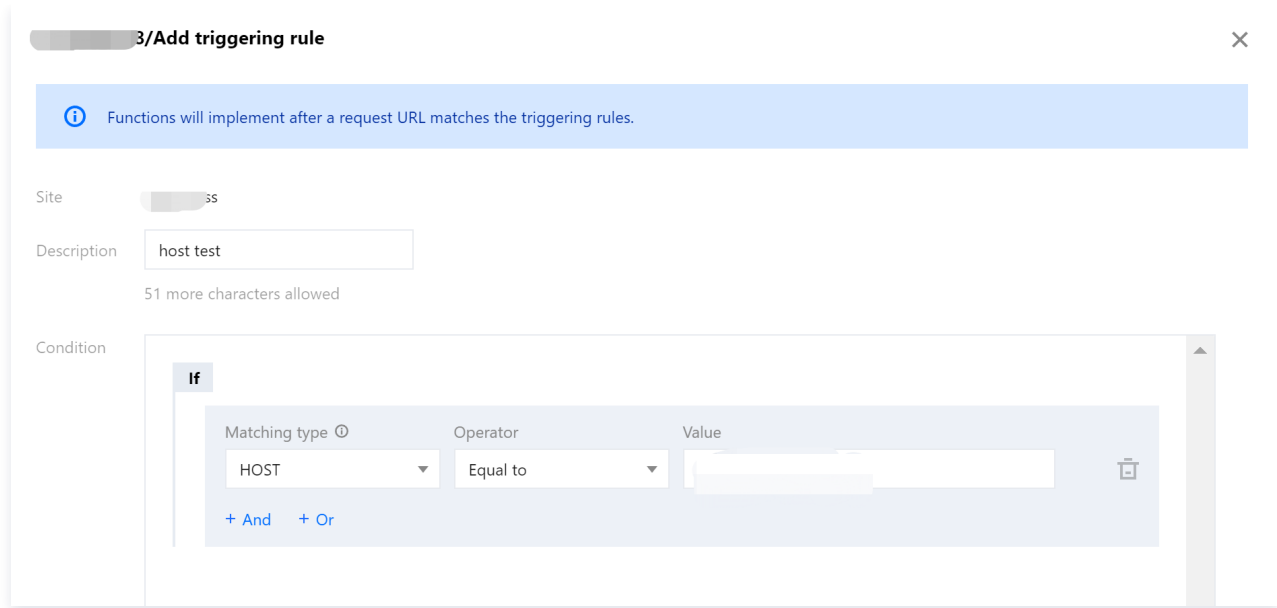 3/Add triggering rule
Functions will implement after a request URL matches the triggering rules.
Site ss
Description host test
51 more characters allowed
Condition
If
Matching type Operator Value
HOST Equal to
+ And + Or